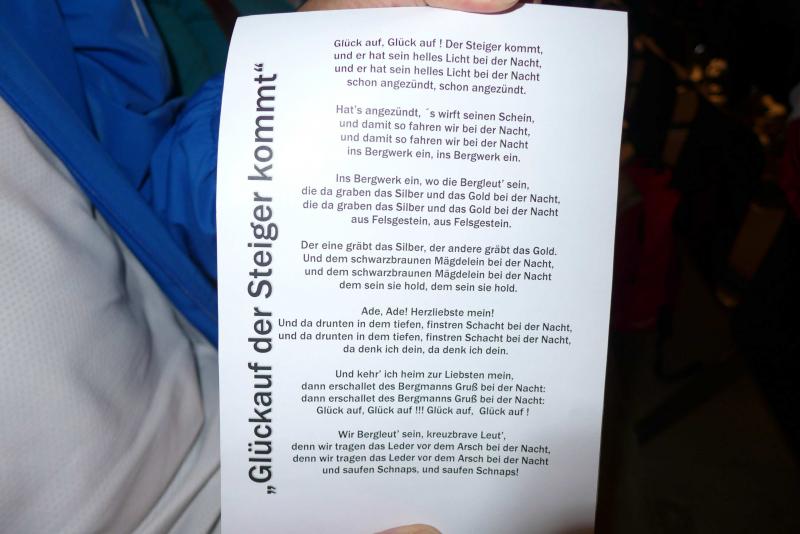 „Glückauf der Steiger kommt“
Glück auf, Glück auf ! Der Steiger kommt,
und er hat sein helles Licht bei der Nacht,
und er hat sein helles Licht bei der Nacht
schon angezündt, schon angezündt.
Hat’s angezündt, ´s wirft seinen Schein,
und damit so fahren wir bei der Nacht,
und damit so fahren wir bei der Nacht
ins Bergwerk ein, ins Bergwerk ein.
Ins Bergwerk ein, wo die Bergleut’ sein,
die da graben das Silber und das Gold bei der Nacht,
die da graben das Silber und das Gold bei der Nacht
aus Felsgestein, aus Felsgestein.
Der eine gräbt das Silber, der andere gräbt das Gold.
Und dem schwarzbraunen Mägdelein bei der Nacht,
und dem schwarzbraunen Mägdelein bei der Nacht
dem sein sie hold, dem sein sie hold.
Ade, Ade! Herzliebste mein!
Und da drunten in dem tiefen, finstren Schacht bei der Nacht,
und da drunten in dem tiefen, finstren Schacht bei der Nacht,
da denk ich dein, da denk ich dein.
Und kehr’ ich heim zur Liebsten mein,
dann erschallet des Bergmanns Gruß bei der Nacht:
dann erschallet des Bergmanns Gruß bei der Nacht:
Glück auf, Glück auf !!! Glück auf, Glück auf !
Wir Bergleut’ sein, kreuzbrave Leut’,
denn wir tragen das Leder vor dem Arsch bei der Nacht,
denn wir tragen das Leder vor dem Arsch bei der Nacht
und saufen Schnaps, und saufen Schnaps!